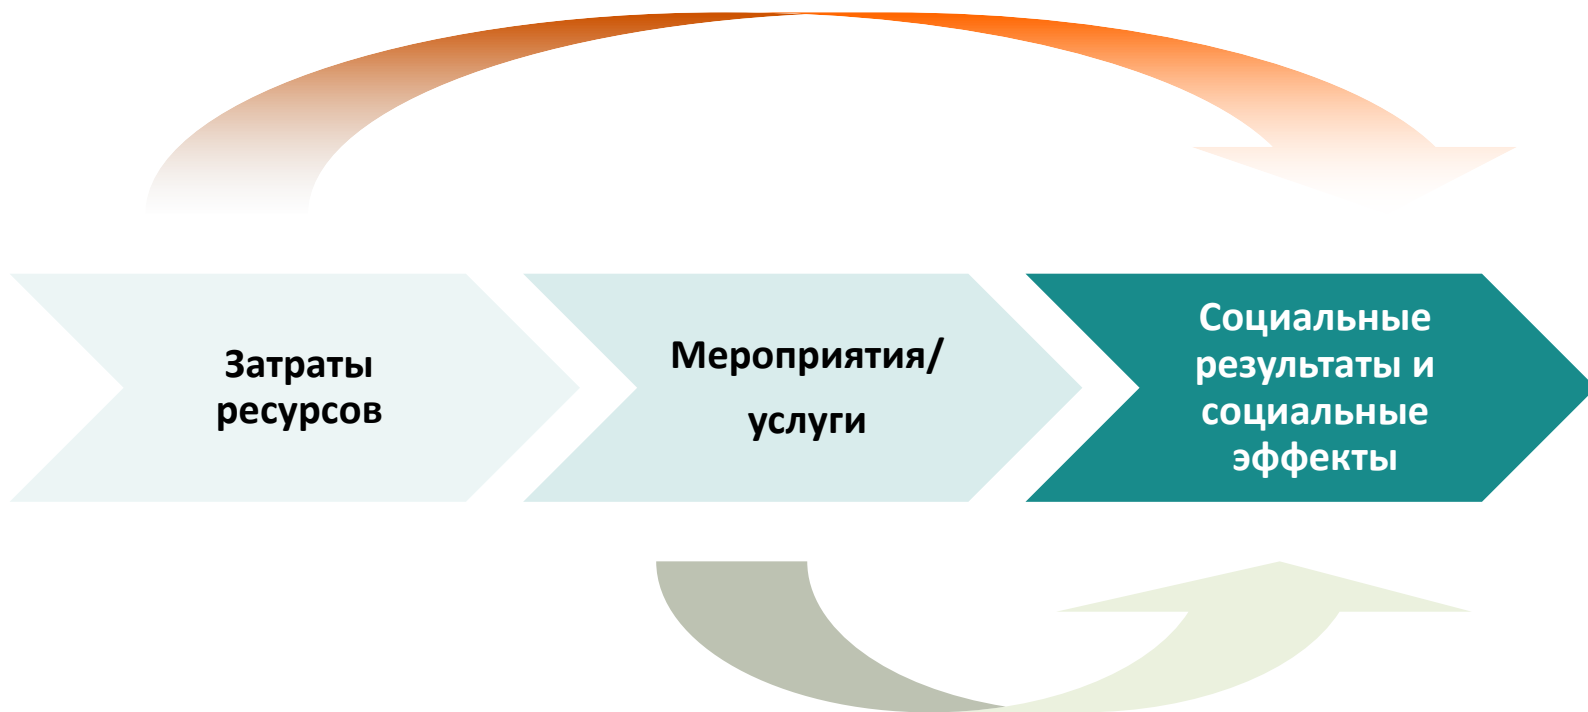 Затраты
ресурсов
Мероприятия/
услуги
Социальные
результаты и
социальные
эффекты